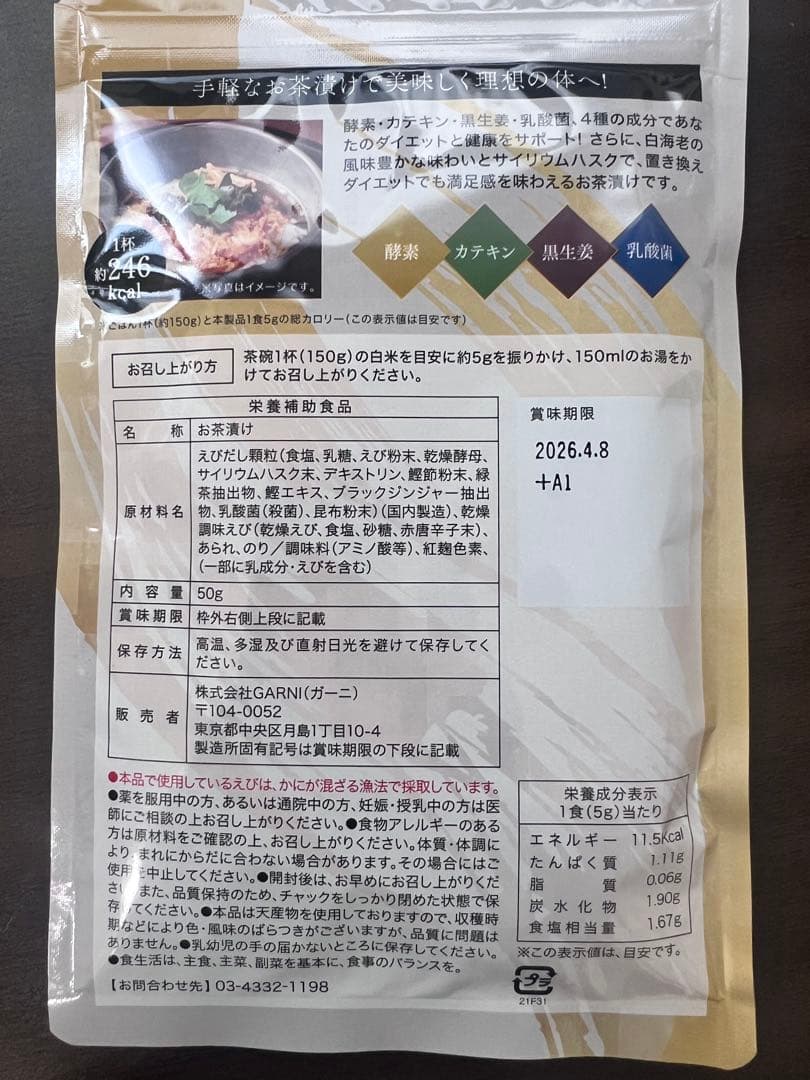 手軽なお茶漬けで美味しく理想の体へ!
酵素・カテキン・黒生姜・乳酸菌、4種の成分であな
たのダイエットと健康をサポート! さらに、白海老の
風味豊かな味わいとサイリウムハスクで、置き換え
ダイエットでも満足感を味わえるお茶漬けです。
酵素
カテキン
黒生姜
乳酸菌
1杯
約246
kcal
※写真はイメージです。
※ごはん1杯(約150g)と本製品1食5gの総カロリー(この表示値は目安です)
お召し上がり方
茶碗1杯(150g)の白米を目安に約5gを振りかけ、150mlのお湯をか
けてお召し上がりください。
栄養補助食品
名称 お茶漬け
原材料名
えびだし顆粒(食塩、乳糖、えび粉末、乾燥酵母、
サイリウムハスク末、デキストリン、鰹節粉末、緑
茶抽出物、鰹エキス、ブラックジンジャー抽出
物、乳酸菌(殺菌)、昆布粉末)(国内製造)、乾燥
調味えび(乾燥えび、食塩、砂糖、赤唐辛子末)、
あられ、のり/調味料(アミノ酸等)、紅麹色素、
(一部に乳成分・えびを含む)
内容量 50g
賞味期限 枠外右側上段に記載
保存方法
高温、多湿及び直射日光を避けて保存してく
ださい。
販売者
株式会社GARNI(ガーニ)
〒104-0052
東京都中央区月島1丁目10-4
製造所固有記号は賞味期限の下段に記載
賞味期限
2026.4.8
+A1
●本品で使用しているえびは、かにが混ざる漁法で採取しています。
●薬を服用中の方、あるいは通院中の方、妊娠・授乳中の方は医
師にご相談の上お召し上がりください。●食物アレルギーのある
方は原材料をご確認の上、お召し上がりください。体質・体調に
より、まれにからだに合わない場合があります。その場合にはご
使用を中止してください。●開封後は、お早めにお召し上がりくだ
さい。また、品質保持のため、チャックをしっかり閉めた状態で保
存してください。●本品は天産物を使用しておりますので、収穫時
期などにより色・風味のばらつきがございますが、品質に問題は
ありません。●乳幼児の手の届かないところに保存してください。
●食生活は、主食、主菜、副菜を基本に、食事のバランスを。
【お問合わせ先】03-4332-1198
栄養成分表示
1食(5g)当たり
エネルギー 11.5Kcal
たんぱく質 1.11g
脂質 0.06g
炭水化物 1.90g
食塩相当量 1.67g
※この表示値は、目安です。
プラ
21F31